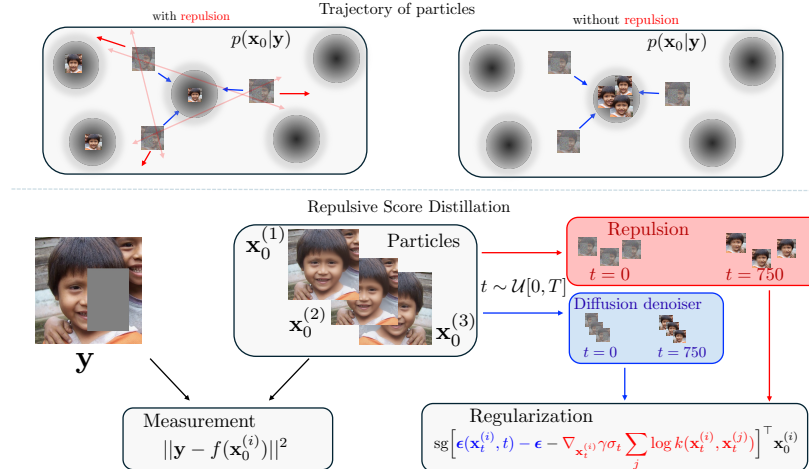 Trajectory of particles
with repulsion
without repulsion
p(𝐱₀|𝐲)
p(𝐱₀|𝐲)
Repulsive Score Distillation
𝐱₀⁽¹⁾
Particles
𝐱₀⁽²⁾
𝐱₀⁽³⁾
𝐲
t ∼ 𝒰[0, T]
Repulsion
t = 0
t = 750
Diffusion denoiser
t = 0
t = 750
Measurement
||𝐲 − f(𝐱₀⁽ⁱ⁾)||²
Regularization
sg[𝛜(𝐱ₜ⁽ⁱ⁾, t) − 𝛜 − ∇_{𝐱ₜ⁽ⁱ⁾} γσₜ ∑_j log k(𝐱ₜ⁽ⁱ⁾, 𝐱ₜ⁽ʲ⁾)]^⊤ 𝐱₀⁽ⁱ⁾